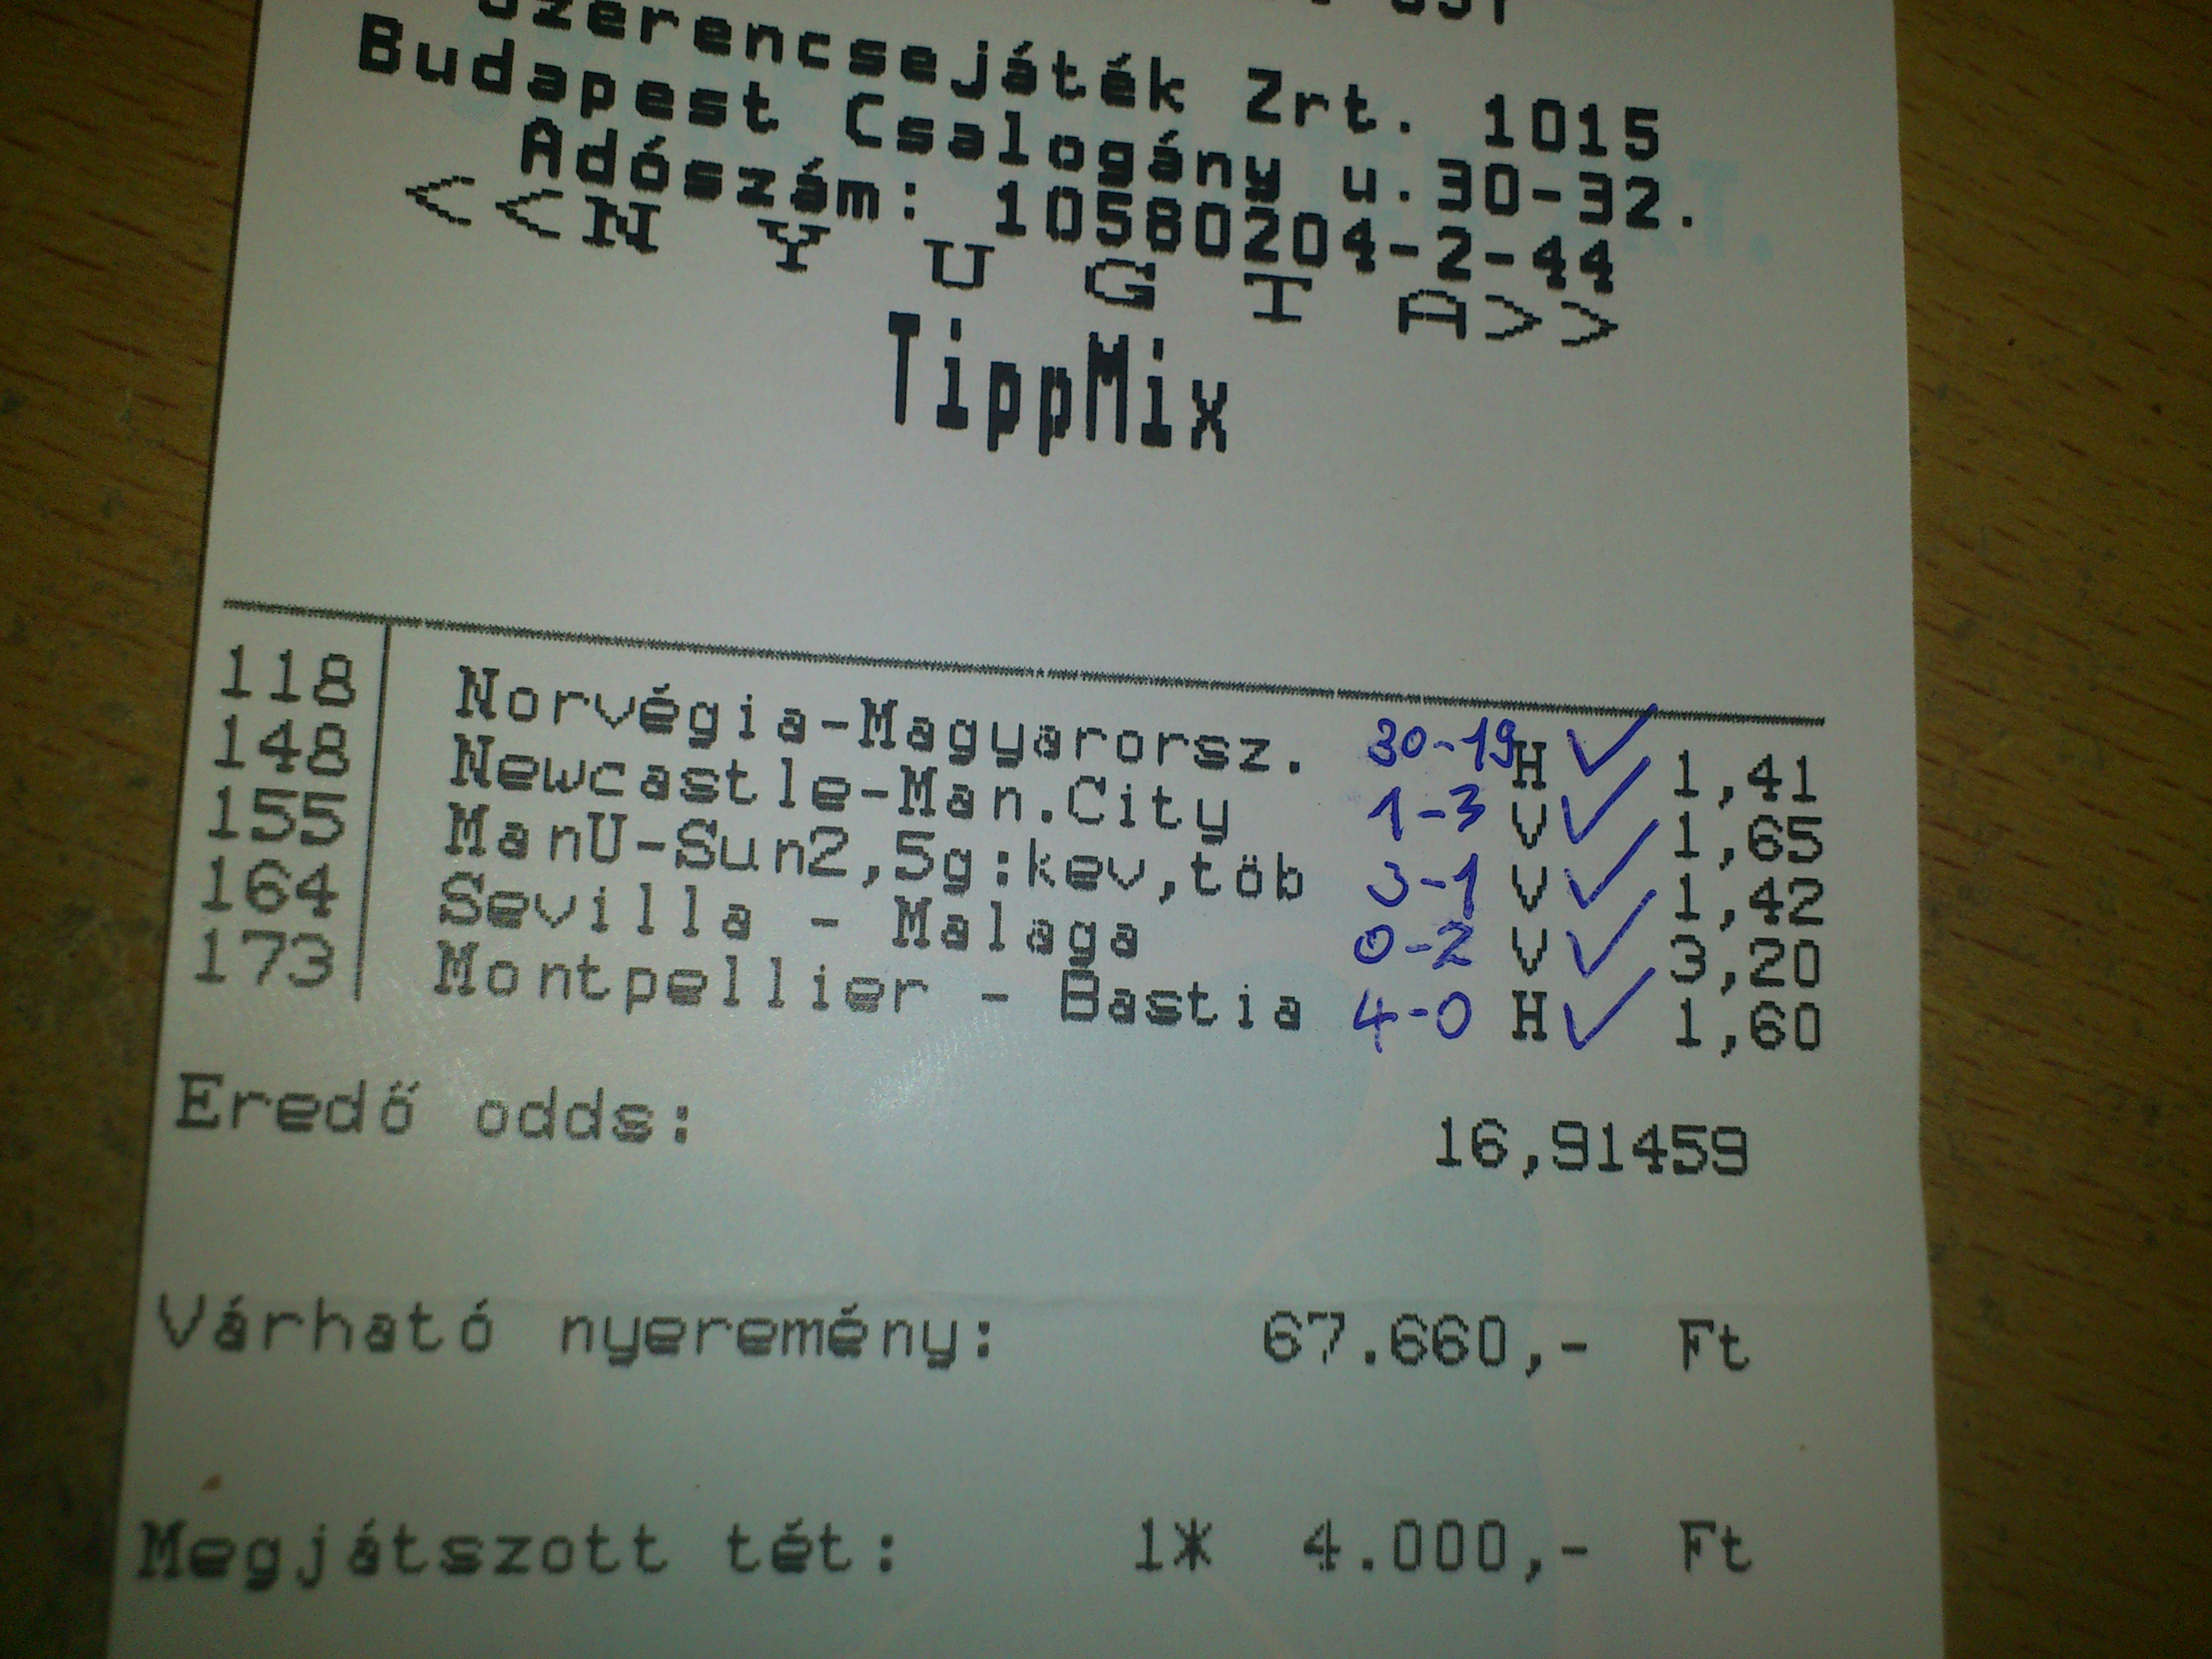 Szerencsejáték Zrt. 1015
Budapest Csalogány u.30-32.
Adószám: 10580204-2-44
<<N Y U G T A>>
TippMix
118 Norvégia-Magyarorsz. 30-19 H ✓ 1,41
148 Newcastle-Man.City 1-3 V ✓ 1,65
155 ManU-Sun2,5g:kev,töb 3-1 V ✓ 1,42
164 Sevilla - Malaga 0-2 V ✓ 3,20
173 Montpellier - Bastia 4-0 H ✓ 1,60
Eredő odds: 16,91459
Várható nyeremény: 67.660,- Ft
Megjátszott tét: 1* 4.000,- Ft